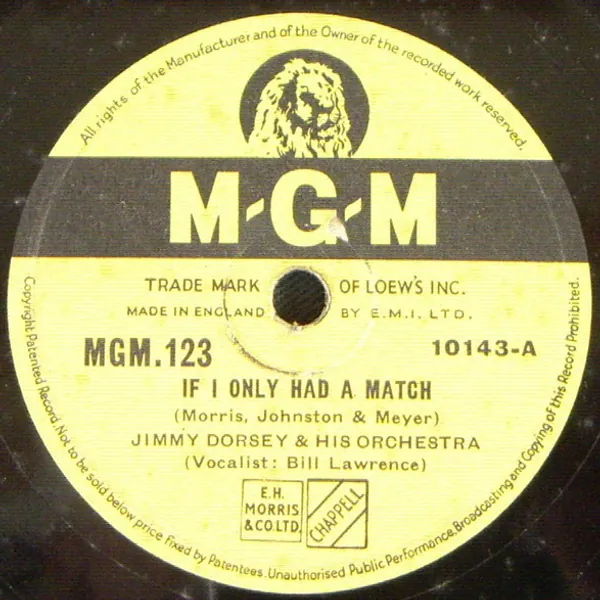 All rights of the Manufacturer and of the Owner of the recorded work reserved.
M-G-M
TRADE MARK OF LOEW'S INC.
MADE IN ENGLAND BY E.M.I. LTD.
MGM.123 10143-A
IF I ONLY HAD A MATCH
(Morris, Johnston & Meyer)
JIMMY DORSEY & HIS ORCHESTRA
(Vocalist: Bill Lawrence)
E.H.
MORRIS
& CO.LTD.
CHAPPELL
Copyright Patented Record. Not to be sold below price fixed by Patentees. Unauthorised Public Performance, Broadcasting and Copying of this Record Prohibited.